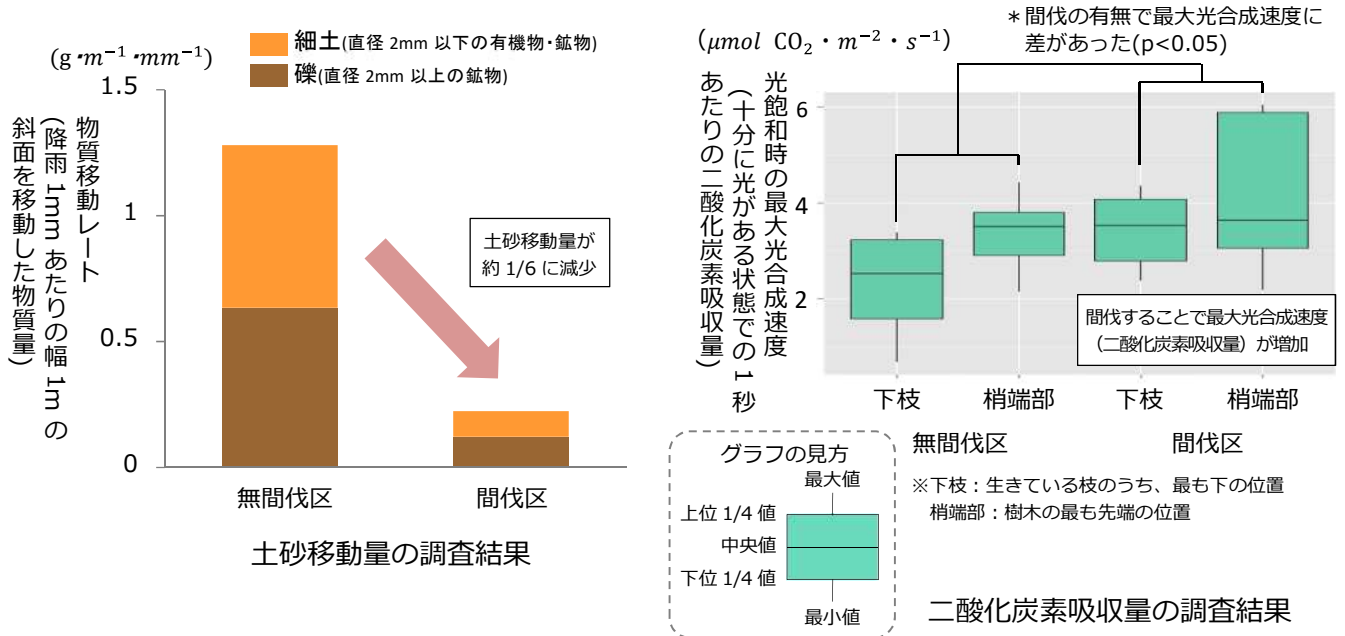 (g・m⁻¹・mm⁻¹)
細土(直径 2mm 以下の有機物・鉱物)
礫(直径 2mm 以上の鉱物)
物質移動レート
(降雨 1mm あたりの幅 1m の
斜面を移動した物質量)
1.5
1
0.5
0
土砂移動量が
約 1/6 に減少
無間伐区
間伐区
土砂移動量の調査結果
(μmol CO₂・m⁻²・s⁻¹)
*間伐の有無で最大光合成速度に
差があった(p<0.05)
光飽和時の最大光合成速度
(十分に光がある状態での 1 秒
あたりの二酸化炭素吸収量)
6
4
2
間伐することで最大光合成速度
(二酸化炭素吸収量)が増加
下枝
梢端部
下枝
梢端部
無間伐区
間伐区
※下枝:生きている枝のうち、最も下の位置
梢端部:樹木の最も先端の位置
グラフの見方
最大値
上位 1/4 値
中央値
下位 1/4 値
最小値
二酸化炭素吸収量の調査結果